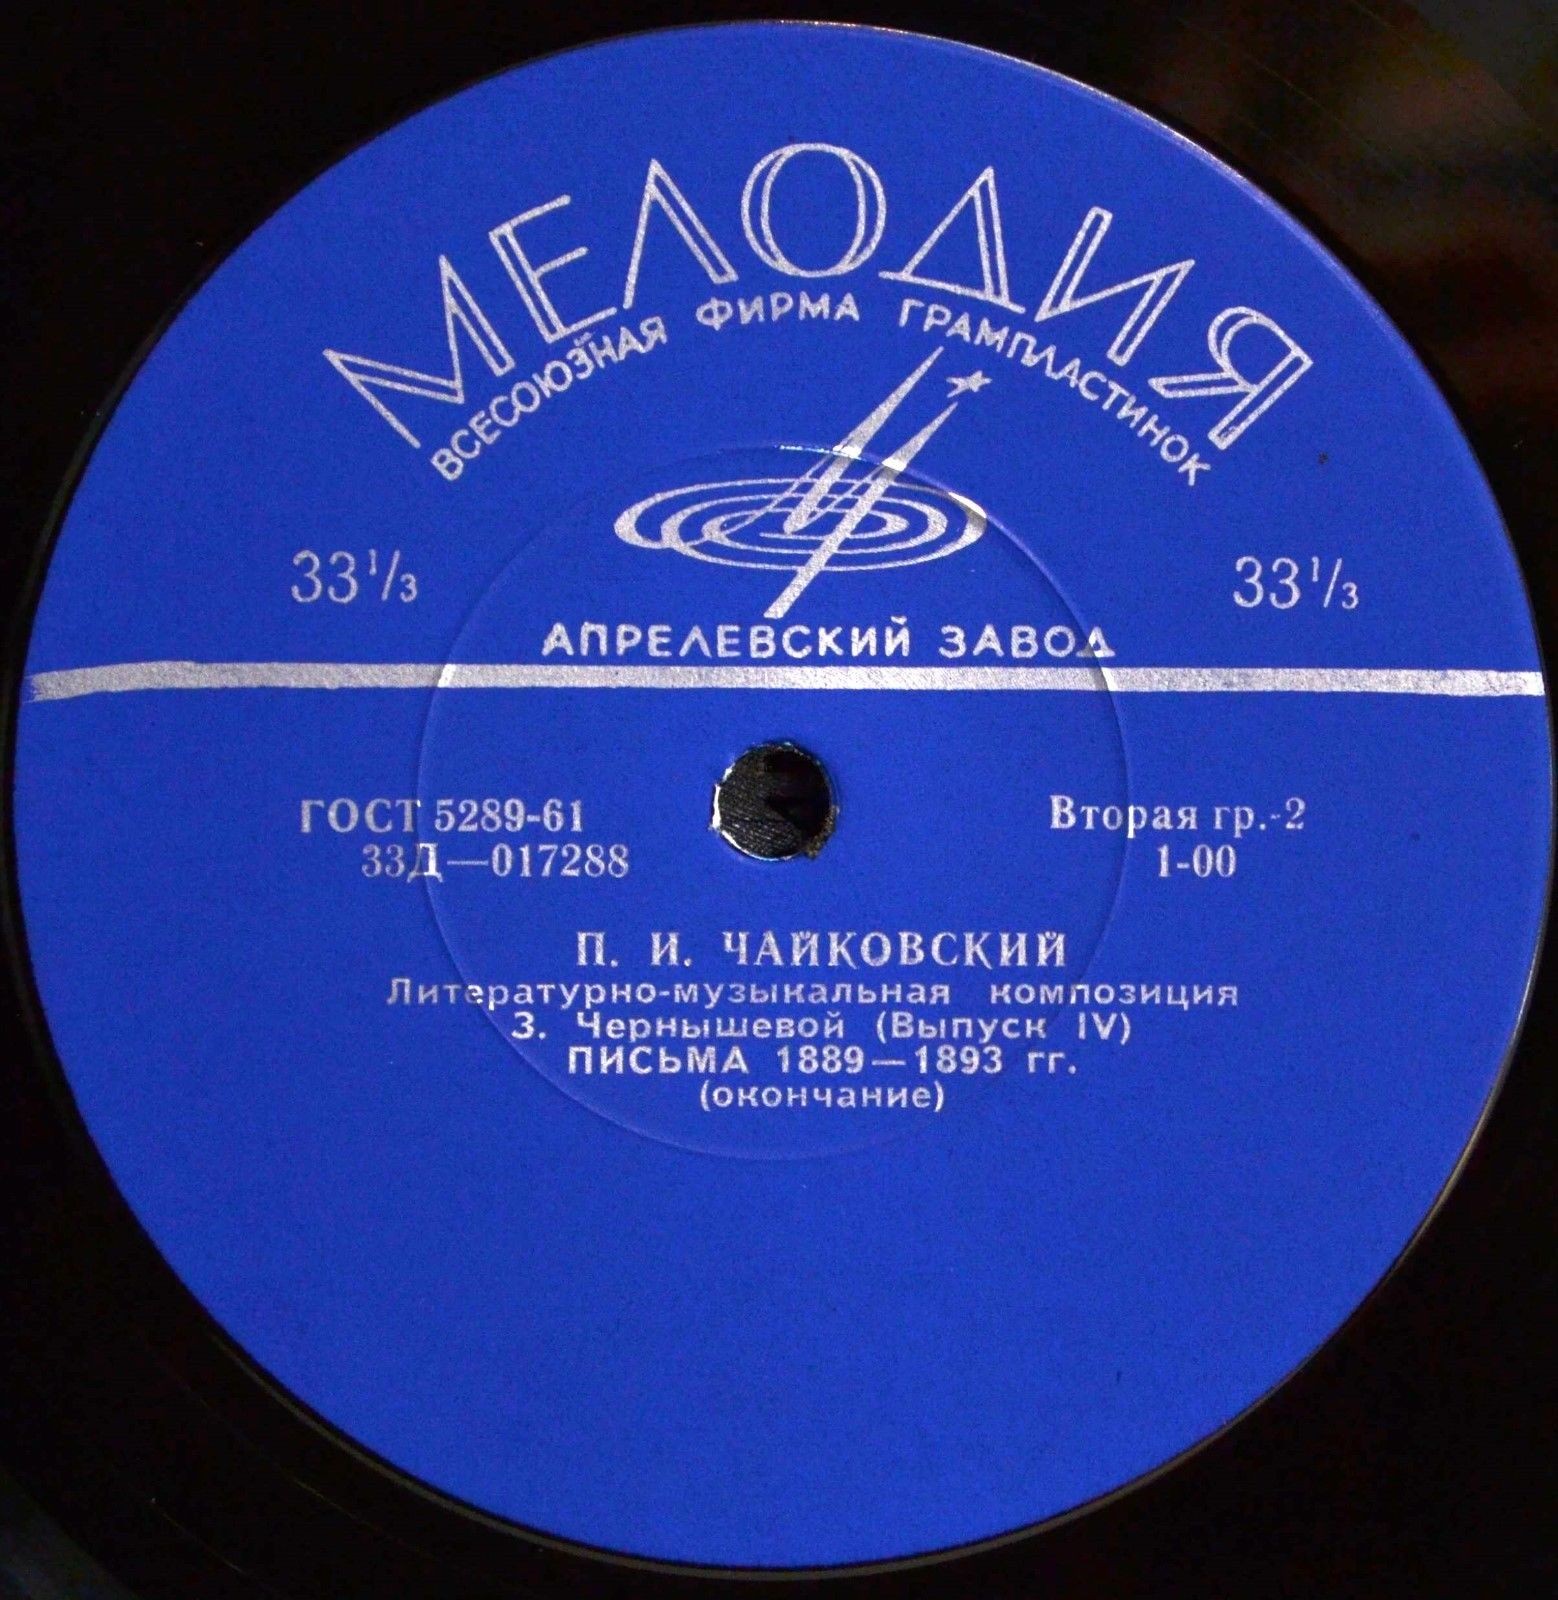 МЕЛОДИЯ
ВСЕСОЮЗНАЯ ФИРМА ГРАМПЛАСТИНОК
33⅓ 33⅓
АПРЕЛЕВСКИЙ ЗАВОД
ГОСТ 5289-61 Вторая гр.-2
33Д—017288 1-00
П. И. ЧАЙКОВСКИЙ
Литературно-музыкальная композиция
З. Чернышевой (Выпуск IV)
ПИСЬМА 1889—1893 гг.
(окончание)